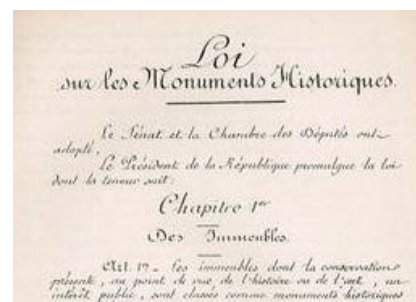 Loi
sur les Monuments Historiques.
Le Sénat et la Chambre des Députés ont
adopté,
Le Président de la République promulgue la loi
dont la teneur suit:
Chapitre 1er
Des Immeubles.
Art. 1er. Les immeubles dont la conservation
présente, au point de vue de l'histoire ou de l'art, un
intérêt public, sont classés comme monuments historiques